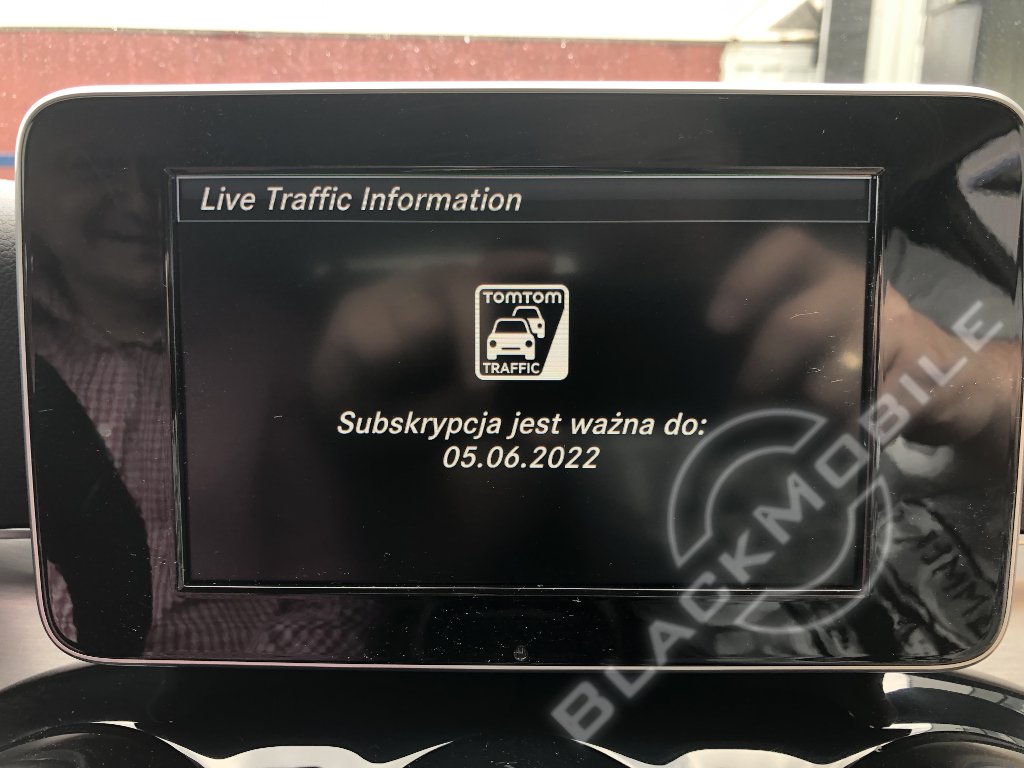 Live Traffic Information
TOMTOM
TRAFFIC
Subskrypcja jest ważna do:
05.06.2022
BLACKMOBILE